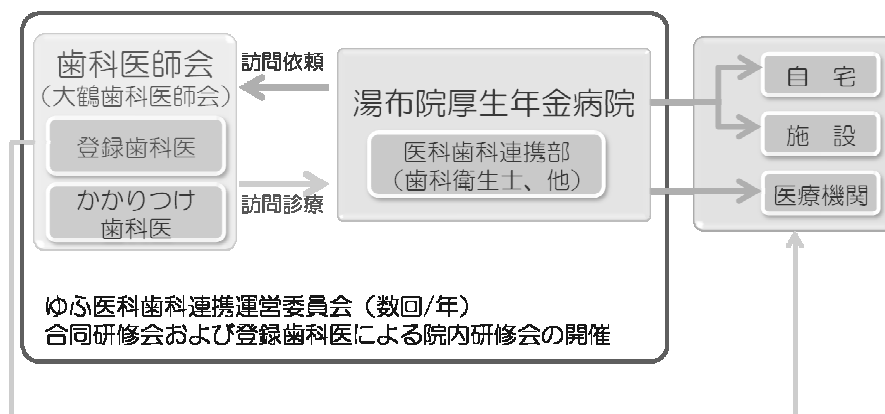 歯科医師会
（大鶴歯科医師会）
登録歯科医
かかりつけ
歯科医
訪問依頼
訪問診療
湯布院厚生年金病院
医科歯科連携部
（歯科衛生士、他）
自　宅
施　設
医療機関
ゆふ医科歯科連携運営委員会（数回/年）
合同研修会および登録歯科医による院内研修会の開催